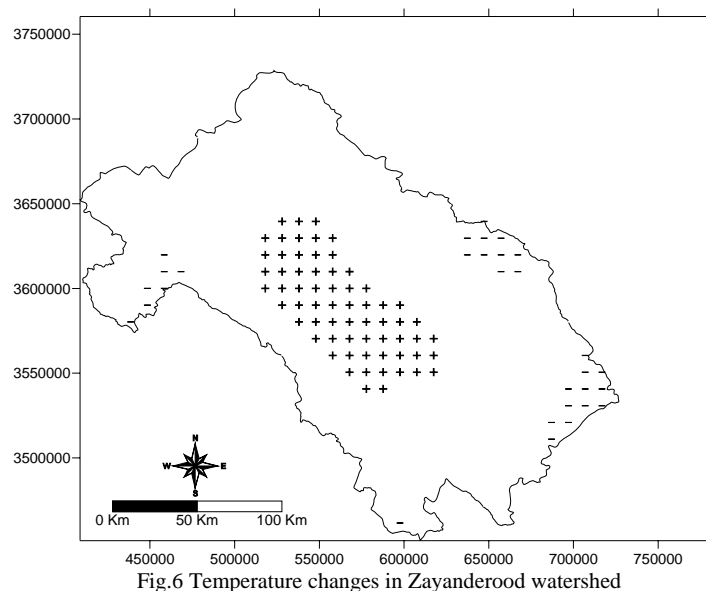 3750000
3700000
3650000
3600000
3550000
3500000
N
W E
S
0 Km 50 Km 100 Km
450000 500000 550000 600000 650000 700000 750000
Fig.6 Temperature changes in Zayanderood watershed